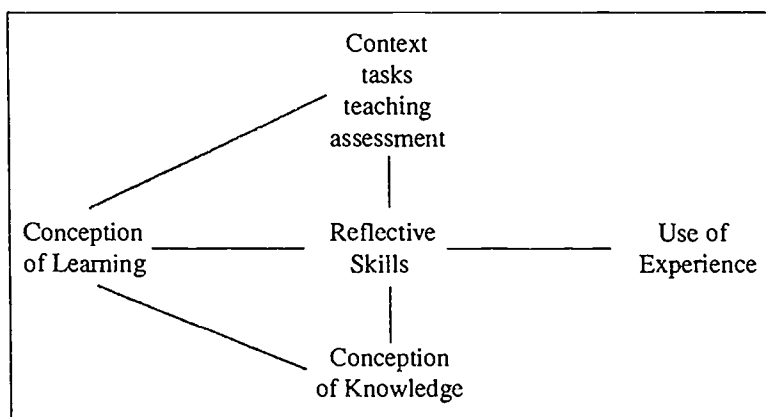 Context
tasks
teaching
assessment
Conception
of Learning
Reflective
Skills
Use of
Experience
Conception
of Knowledge